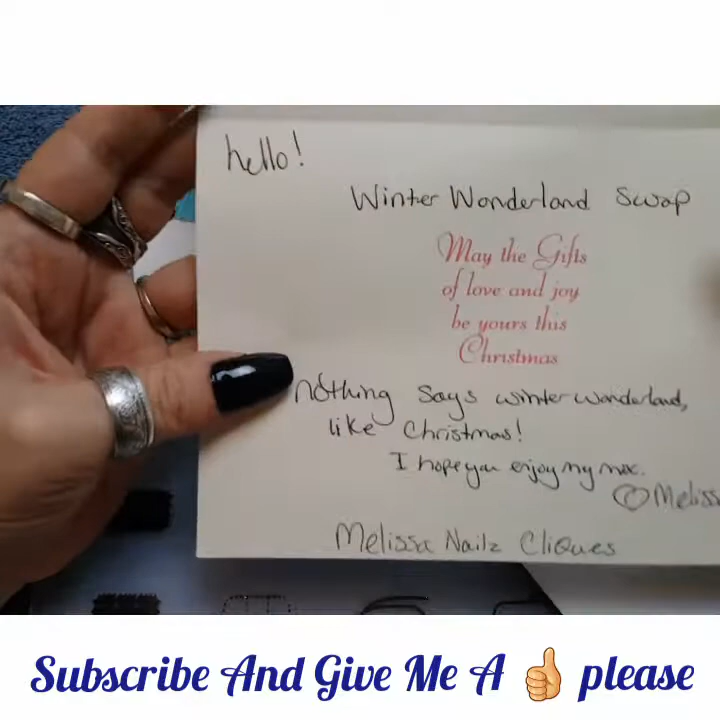 hello!
Winter Wonderland Swap
May the Gifts
of love and joy
be yours this
Christmas
nothing says winter wonderland,
like Christmas!
I hope you enjoy my mix.
Meliss
Melissa Nailz Cliques
Subscribe And Give Me A 👍 please